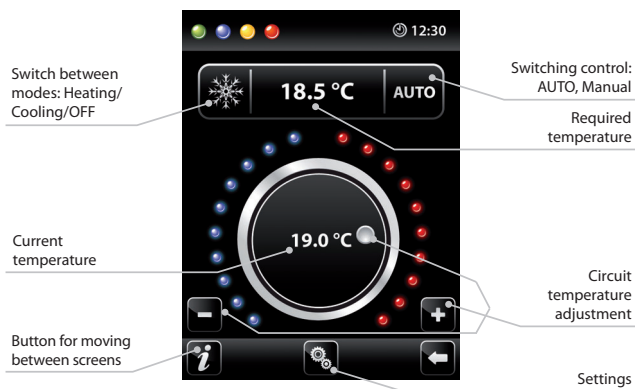 12:30
Switch between
modes: Heating/
Cooling/OFF
18.5 °C
AUTO
Switching control:
AUTO, Manual
Required
temperature
Current
temperature
19.0 °C
Circuit
temperature
adjustment
-
+
Button for moving
between screens
i
Settings